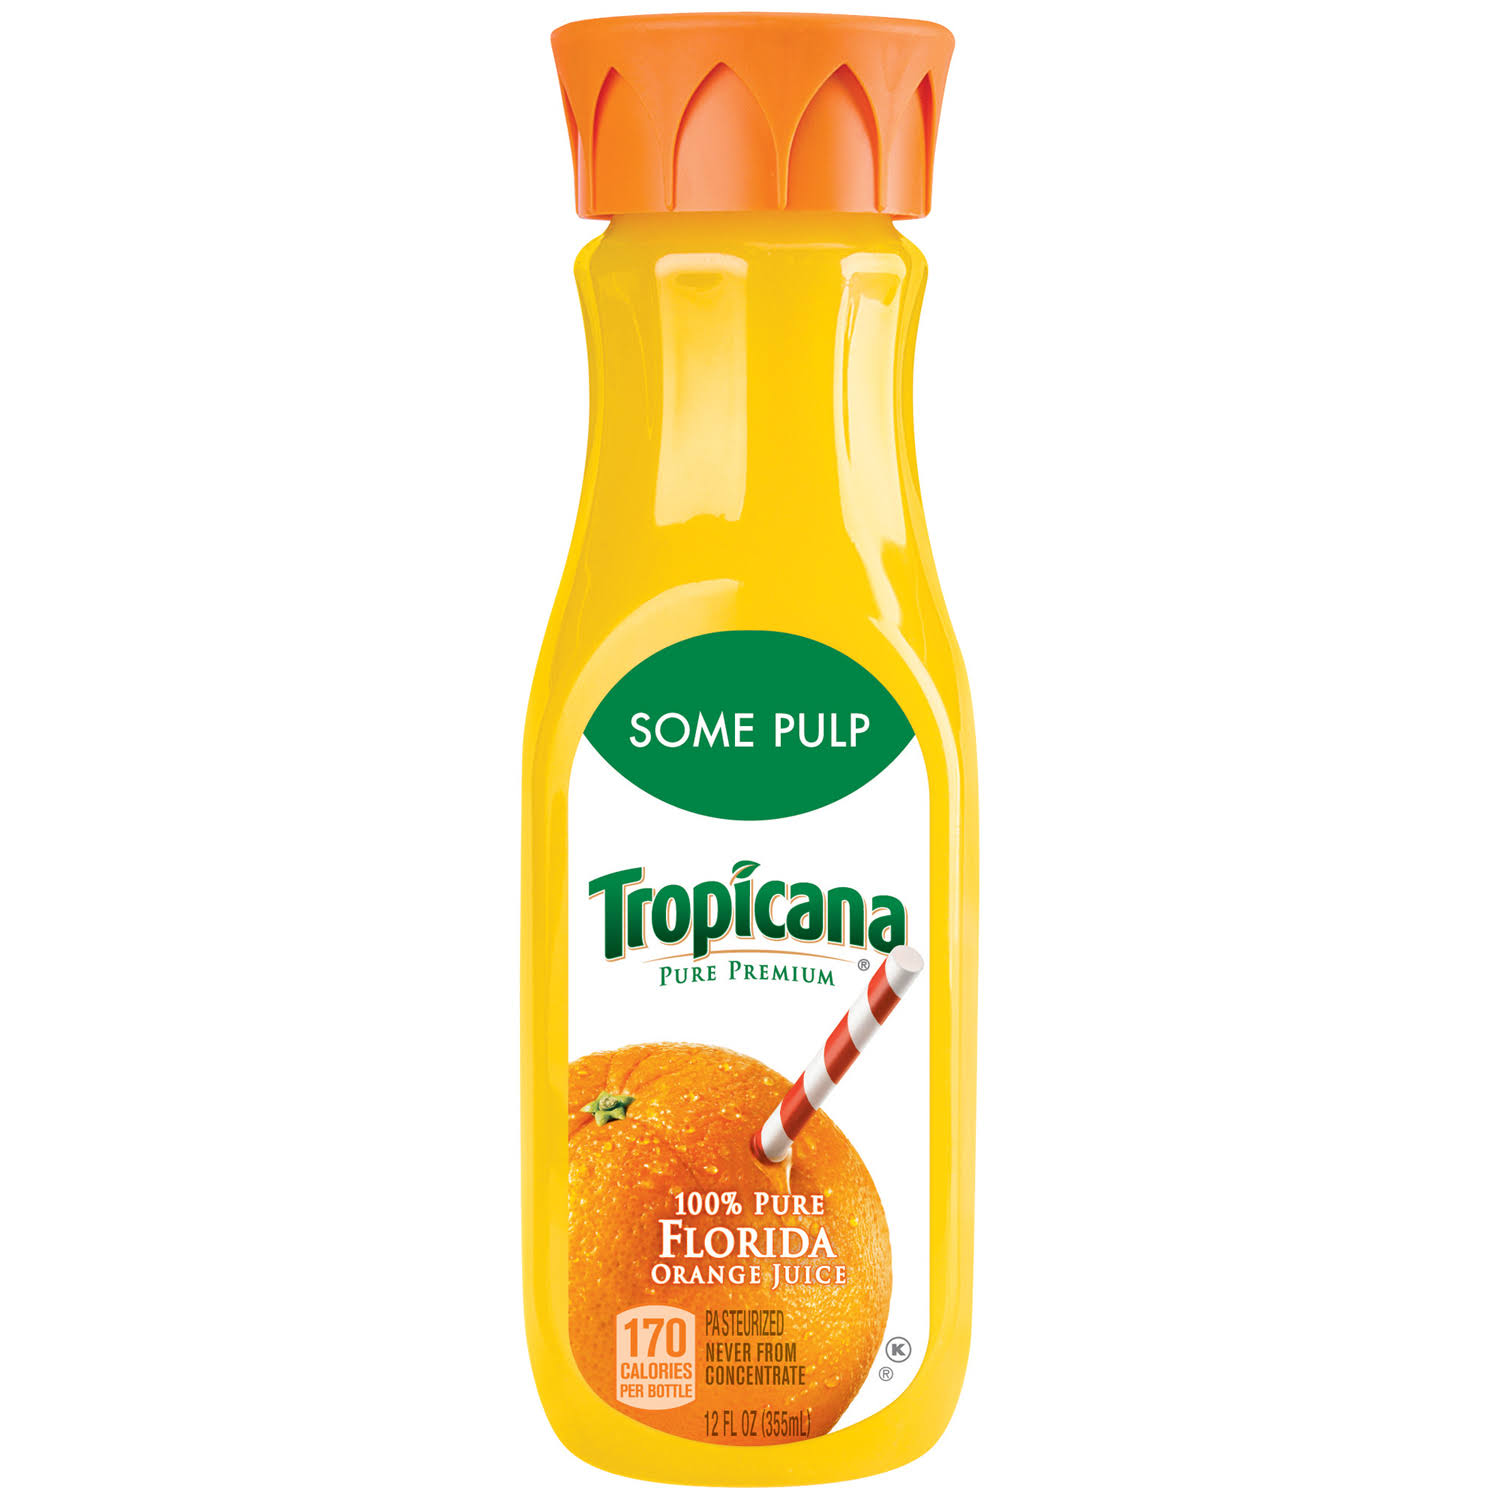 SOME PULP
Tropicana
PURE PREMIUM ®
100% PURE
FLORIDA
ORANGE JUICE
170
CALORIES
PER BOTTLE
PASTEURIZED
NEVER FROM
CONCENTRATE
12 FL OZ (355mL)
K
®